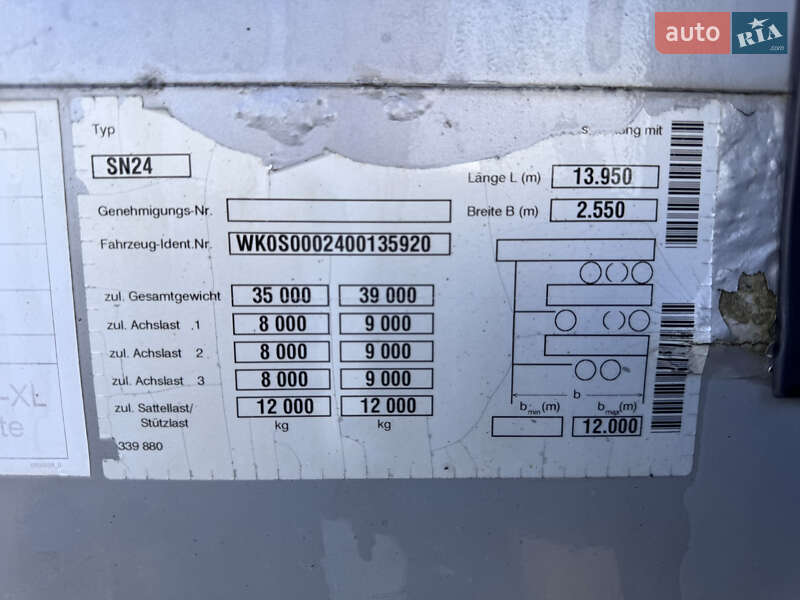 auto RIA .com
Typ
mit
SN24
Länge L (m) 13.950
Genehmigungs-Nr.
Breite B (m) 2.550
Fahrzeug-Ident.Nr. WK0S0002400135920
zul. Gesamtgewicht 35 000 39 000
zul. Achslast 1 8 000 9 000
zul. Achslast 2 8 000 9 000
zul. Achslast 3 8 000 9 000
zul. Sattellast/ 12 000 12 000
Stützlast kg kg
b
b min (m) b max (m)
12.000
339 880
-XL
te